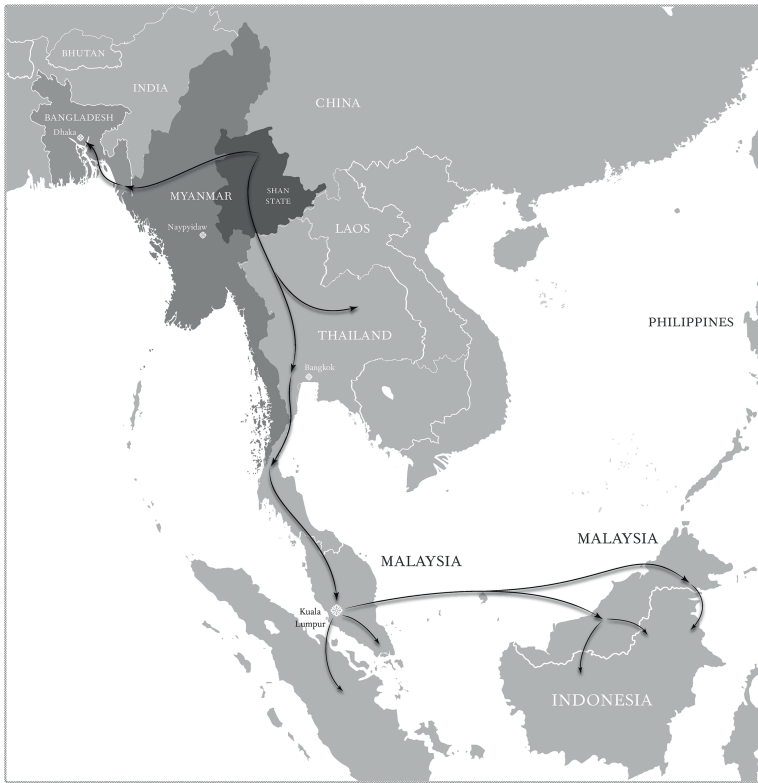 BHUTAN
INDIA
CHINA
BANGLADESH
Dhaka
MYANMAR
SHAN
STATE
Naypyidaw
LAOS
THAILAND
PHILIPPINES
Bangkok
MALAYSIA
MALAYSIA
Kuala
Lumpur
INDONESIA